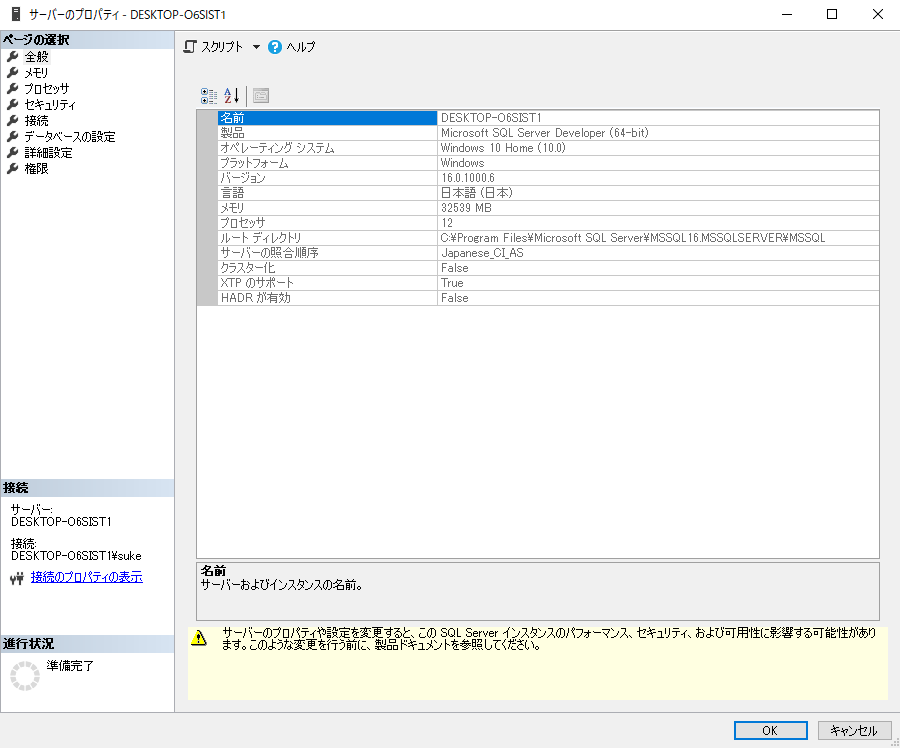 サーバーのプロパティ - DESKTOP-O6SIST1
ページの選択
全般
メモリ
プロセッサ
セキュリティ
接続
データベースの設定
詳細設定
権限
スクリプト
ヘルプ
名前 DESKTOP-O6SIST1
製品 Microsoft SQL Server Developer (64-bit)
オペレーティング システム Windows 10 Home (10.0)
プラットフォーム Windows
バージョン 16.0.1000.6
言語 日本語 (日本)
メモリ 32539 MB
プロセッサ 12
ルート ディレクトリ C:¥Program Files¥Microsoft SQL Server¥MSSQL16.MSSQLSERVER¥MSSQL
サーバーの照合順序 Japanese_CI_AS
クラスター化 False
XTP のサポート True
HADR が有効 False
名前
サーバーおよびインスタンスの名前。
サーバーのプロパティや設定を変更すると、この SQL Server インスタンスのパフォーマンス、セキュリティ、および可用性に影響する可能性があり
ます。このような変更を行う前に、製品ドキュメントを参照してください。
接続
サーバー:
DESKTOP-O6SIST1
接続:
DESKTOP-O6SIST1¥suke
接続のプロパティの表示
進行状況
準備完了
OK
キャンセル